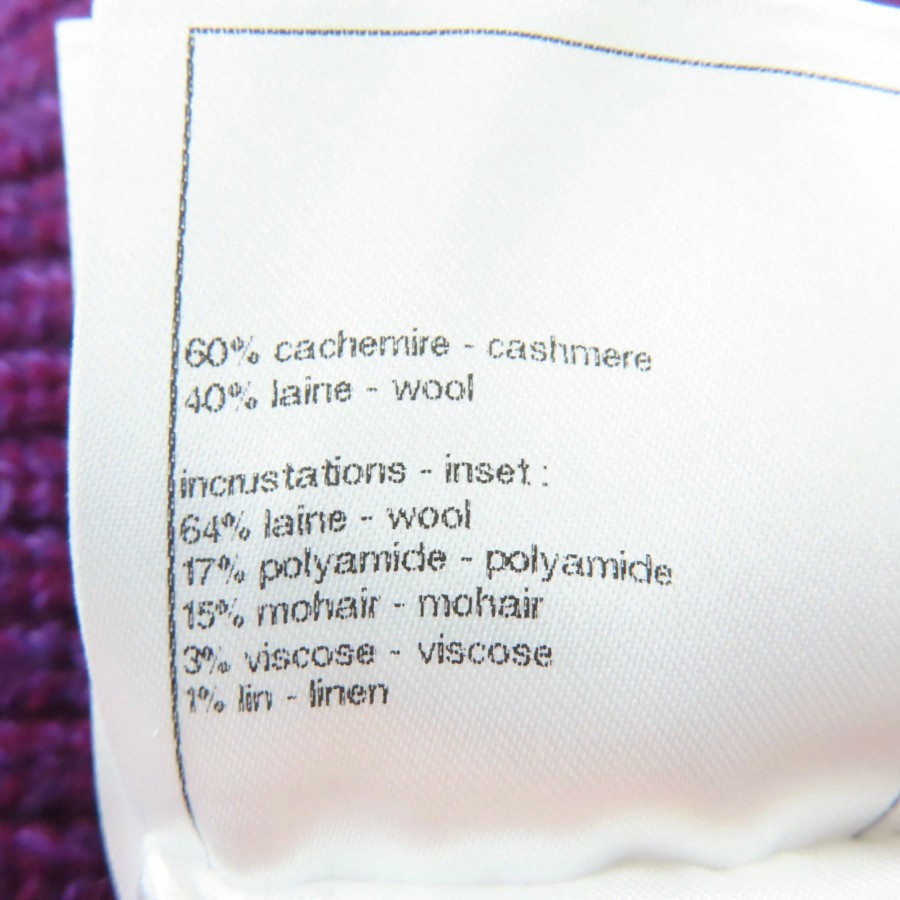 60% cachemire - cashmere
40% laine - wool
incrustations - inset :
64% laine - wool
17% polyamide - polyamide
15% mohair - mohair
3% viscose - viscose
1% lin - linen